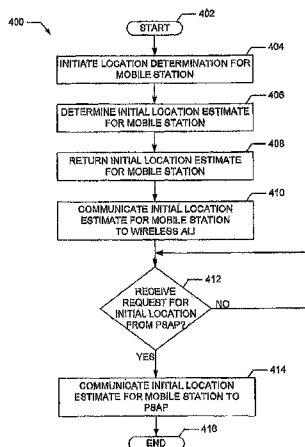 400
402
START
404
INITIATE LOCATION DETERMINATION FOR
MOBILE STATION
406
DETERMINE INITIAL LOCATION ESTIMATE
FOR MOBILE STATION
408
RETURN INITIAL LOCATION ESTIMATE
FOR MOBILE STATION
410
COMMUNICATE INITIAL LOCATION
ESTIMATE FOR MOBILE STATION
TO WIRELESS ALI
412
RECEIVE
REQUEST FOR
INITIAL LOCATION
FROM PSAP?
NO
YES
414
COMMUNICATE INITIAL LOCATION
ESTIMATE FOR MOBILE STATION TO
PSAP
416
END